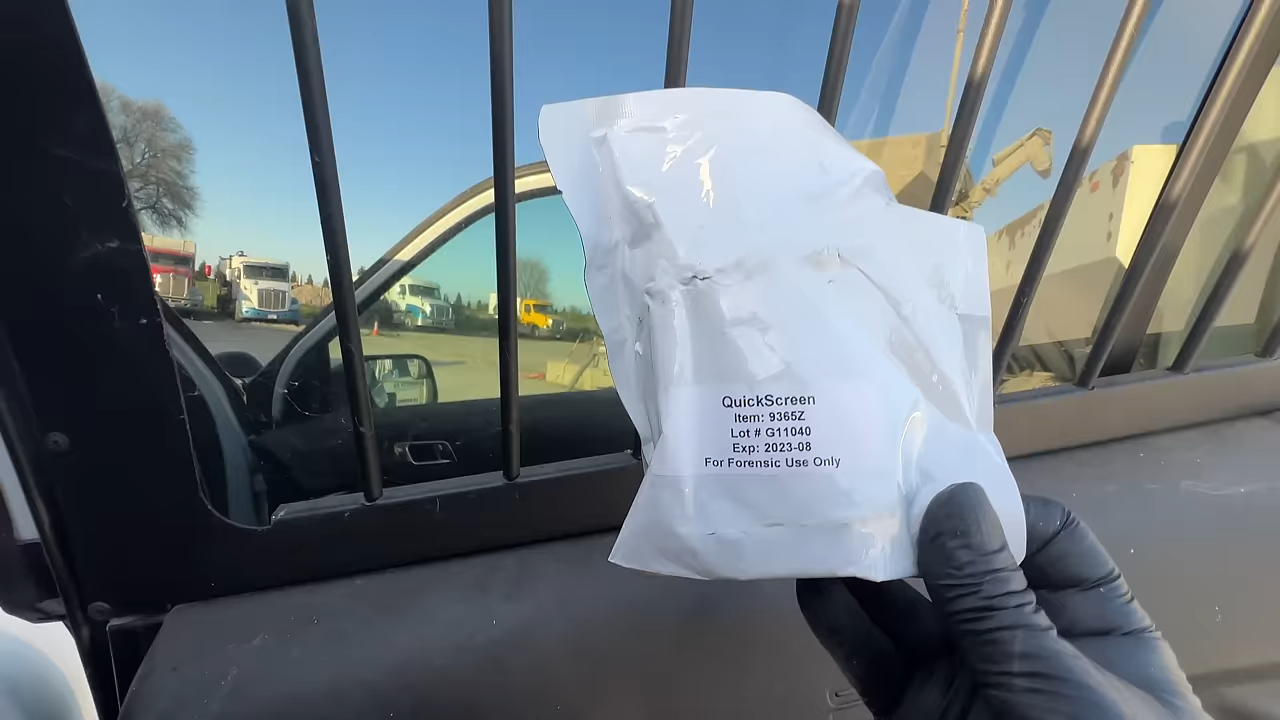 QuickScreen
Item: 9365Z
Lot # G11040
Exp: 2023-08
For Forensic Use Only